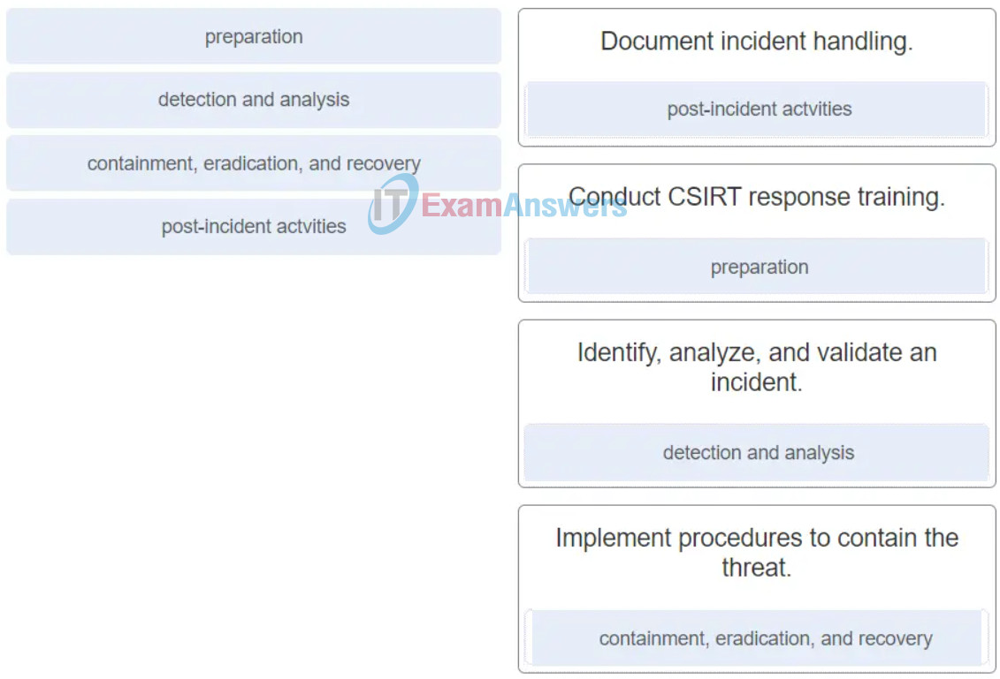 preparation
detection and analysis
containment, eradication, and recovery
post-incident actvities
ITExamAnswers
Document incident handling.
post-incident actvities
Conduct CSIRT response training.
preparation
Identify, analyze, and validate an
incident.
detection and analysis
Implement procedures to contain the
threat.
containment, eradication, and recovery